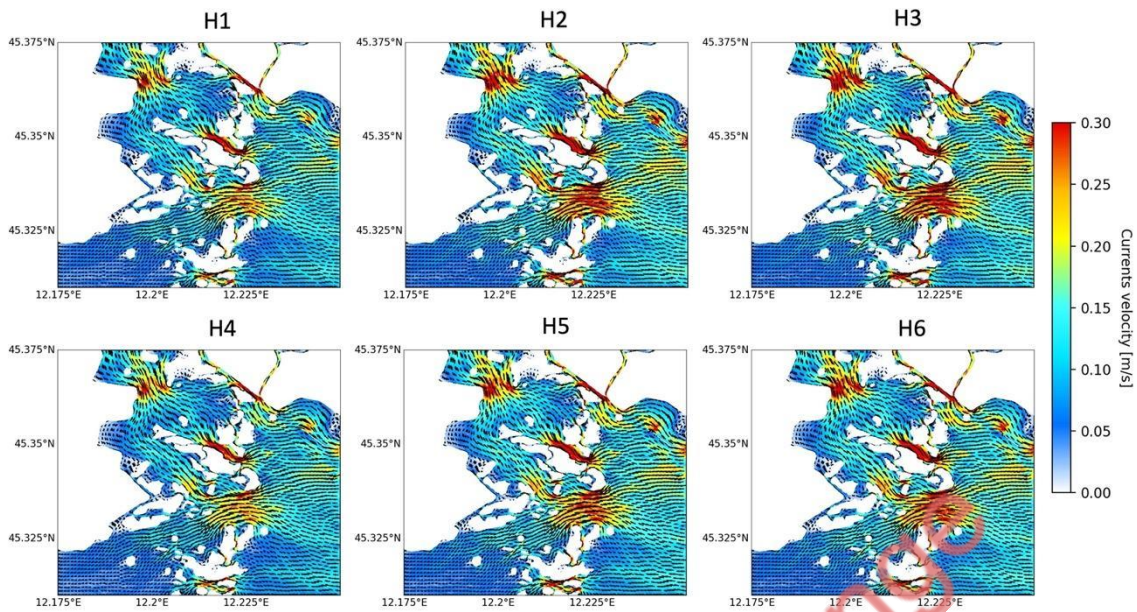 H1 H2 H3
45.375°N 45.375°N 45.375°N
45.35°N 45.35°N 45.35°N
45.325°N 45.325°N 45.325°N
12.175°E 12.2°E 12.225°E 12.175°E 12.2°E 12.225°E 12.175°E 12.2°E 12.225°E
H4 H5 H6
45.375°N 45.375°N 45.375°N
45.35°N 45.35°N 45.35°N
45.325°N 45.325°N 45.325°N
12.175°E 12.2°E 12.225°E 12.175°E 12.2°E 12.225°E 12.175°E 12.2°E 12.225°E
0.30
0.25
0.20
0.15
0.10
0.05
0.00
Currents velocity [m/s]
nge